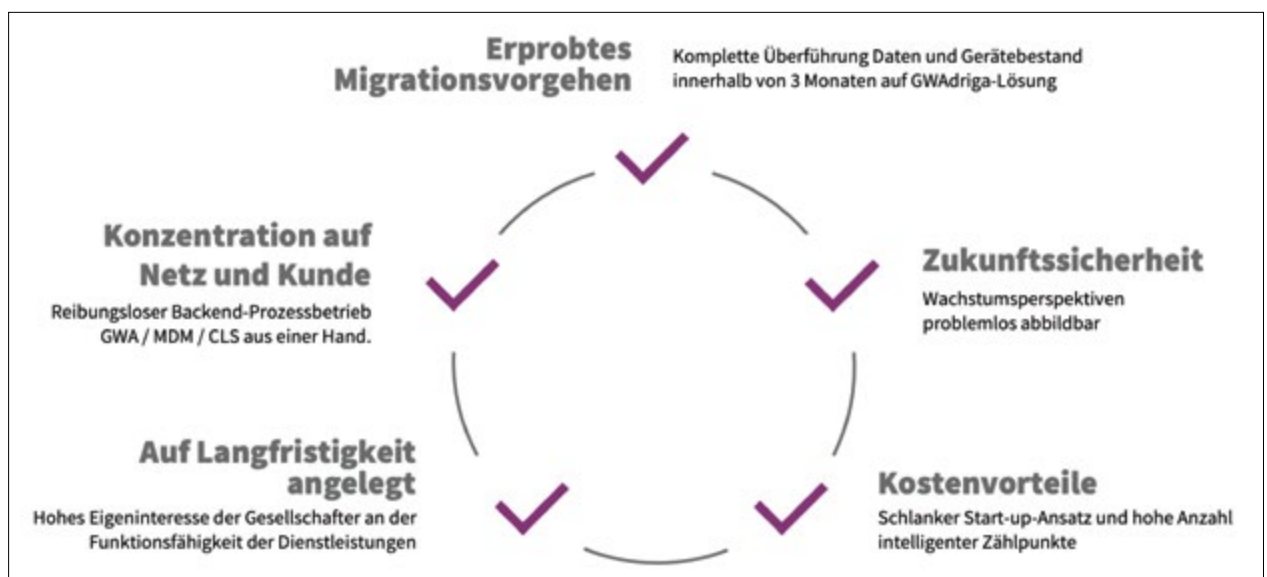 Erprobtes
Migrationsvorgehen
Komplette Überführung Daten und Gerätebestand
innerhalb von 3 Monaten auf GWAdriga-Lösung
Konzentration auf
Netz und Kunde
Reibungsloser Backend-Prozessbetrieb
GWA / MDM / CLS aus einer Hand.
Zukunftssicherheit
Wachstumsperspektiven
problemlos abbildbar
Auf Langfristigkeit
angelegt
Hohes Eigeninteresse der Gesellschafter an der
Funktionsfähigkeit der Dienstleistungen
Kostenvorteile
Schlanker Start-up-Ansatz und hohe Anzahl
intelligenter Zählpunkte